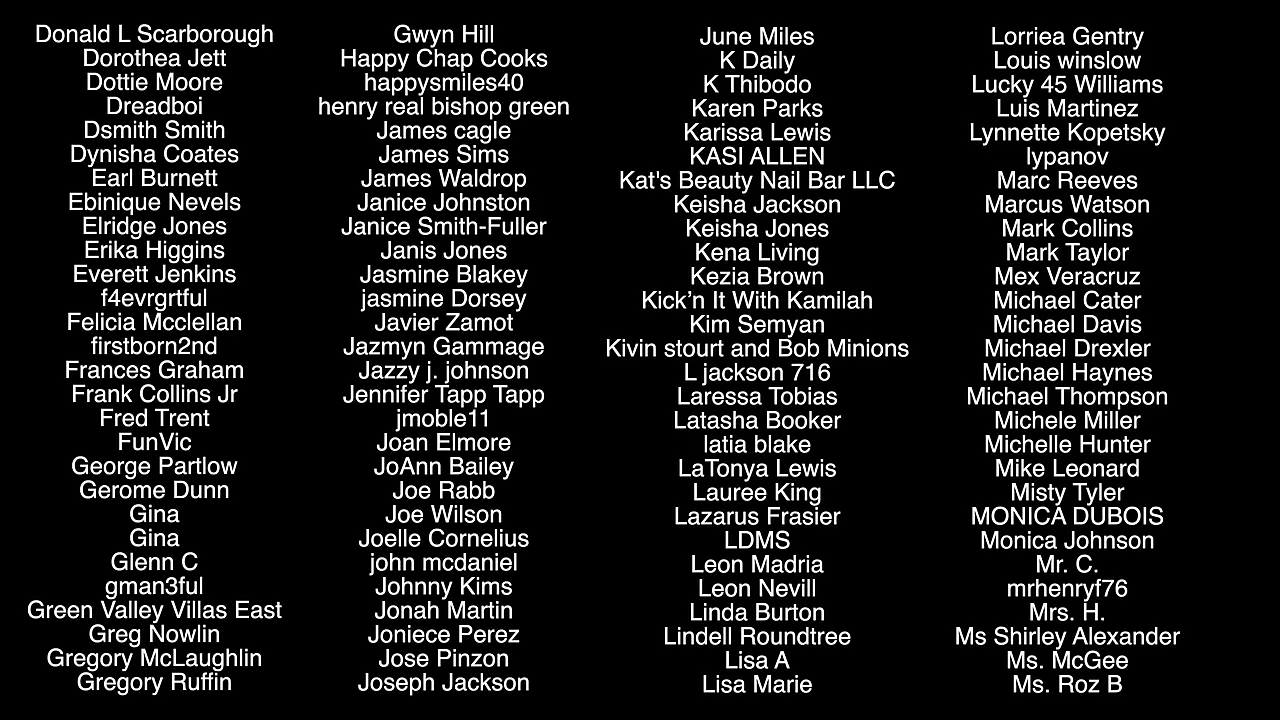 Donald L Scarborough
Dorothea Jett
Dottie Moore
Dreadboi
Dsmith Smith
Dynisha Coates
Earl Burnett
Ebinique Nevels
Elridge Jones
Erika Higgins
Everett Jenkins
f4evrgrtful
Felicia Mcclellan
firstborn2nd
Frances Graham
Frank Collins Jr
Fred Trent
FunVic
George Partlow
Gerome Dunn
Gina
Gina
Glenn C
gman3ful
Green Valley Villas East
Greg Nowlin
Gregory McLaughlin
Gregory Ruffin
Gwyn Hill
Happy Chap Cooks
happysmiles40
henry real bishop green
James cagle
James Sims
James Waldrop
Janice Johnston
Janice Smith-Fuller
Janis Jones
Jasmine Blakey
jasmine Dorsey
Javier Zamot
Jazmyn Gammage
Jazzy j. johnson
Jennifer Tapp Tapp
jmoble11
Joan Elmore
JoAnn Bailey
Joe Rabb
Joe Wilson
Joelle Cornelius
john mcdaniel
Johnny Kims
Jonah Martin
Joniece Perez
Jose Pinzon
Joseph Jackson
June Miles
K Daily
K Thibodo
Karen Parks
Karissa Lewis
KASI ALLEN
Kat's Beauty Nail Bar LLC
Keisha Jackson
Keisha Jones
Kena Living
Kezia Brown
Kick’n It With Kamilah
Kim Semyan
Kivin stourt and Bob Minions
L jackson 716
Laressa Tobias
Latasha Booker
latia blake
LaTonya Lewis
Lauree King
Lazarus Frasier
LDMS
Leon Madria
Leon Nevill
Linda Burton
Lindell Roundtree
Lisa A
Lisa Marie
Lorriea Gentry
Louis winslow
Lucky 45 Williams
Luis Martinez
Lynnette Kopetsky
lypanov
Marc Reeves
Marcus Watson
Mark Collins
Mark Taylor
Mex Veracruz
Michael Cater
Michael Davis
Michael Drexler
Michael Haynes
Michael Thompson
Michele Miller
Michelle Hunter
Mike Leonard
Misty Tyler
MONICA DUBOIS
Monica Johnson
Mr. C.
mrhenryf76
Mrs. H.
Ms Shirley Alexander
Ms. McGee
Ms. Roz B